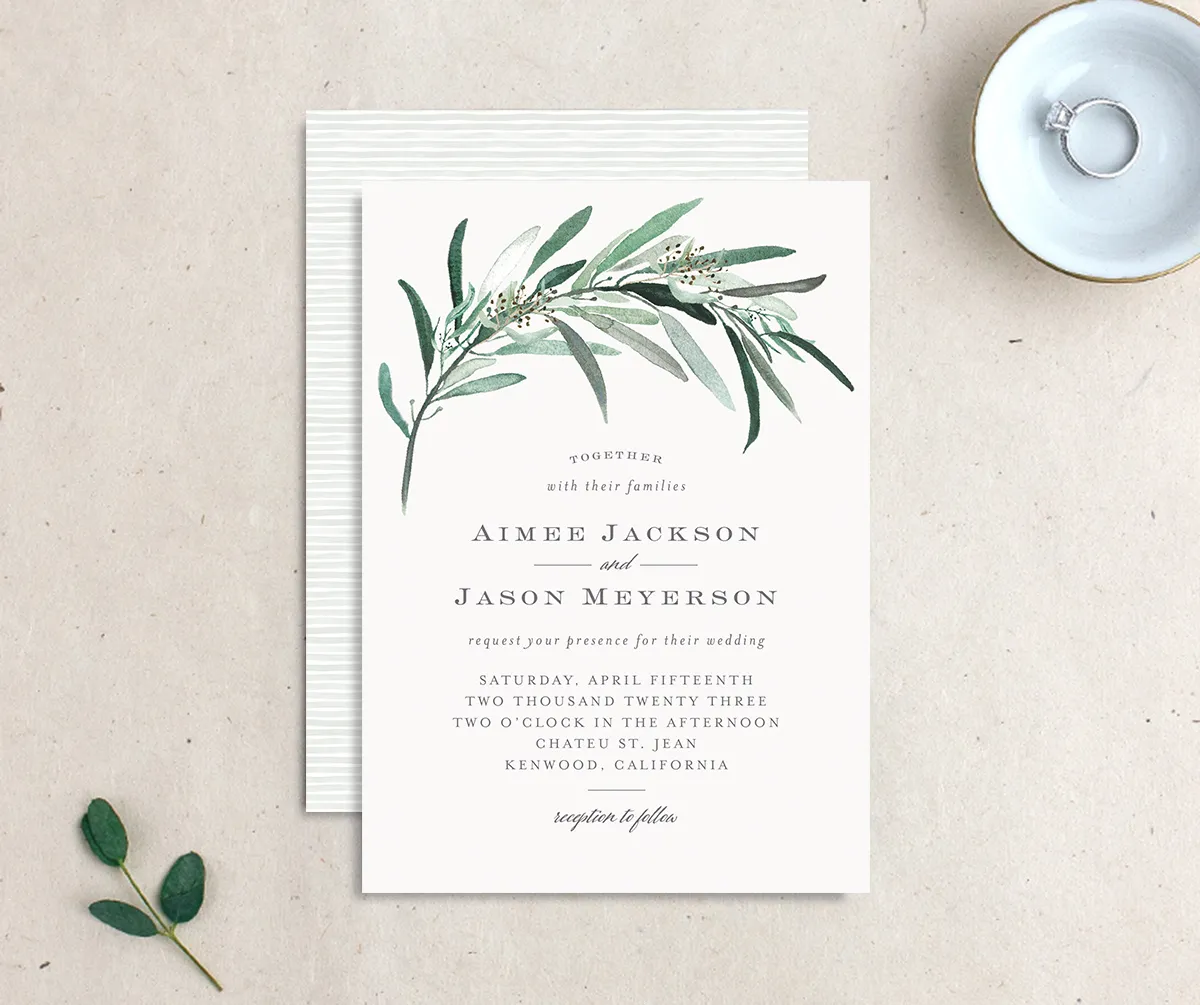 TOGETHER
with their families
AIMEE JACKSON
and
JASON MEYERSON
request your presence for their wedding
SATURDAY, APRIL FIFTEENTH
TWO THOUSAND TWENTY THREE
TWO O'CLOCK IN THE AFTERNOON
CHATEU ST. JEAN
KENWOOD, CALIFORNIA
reception to follow